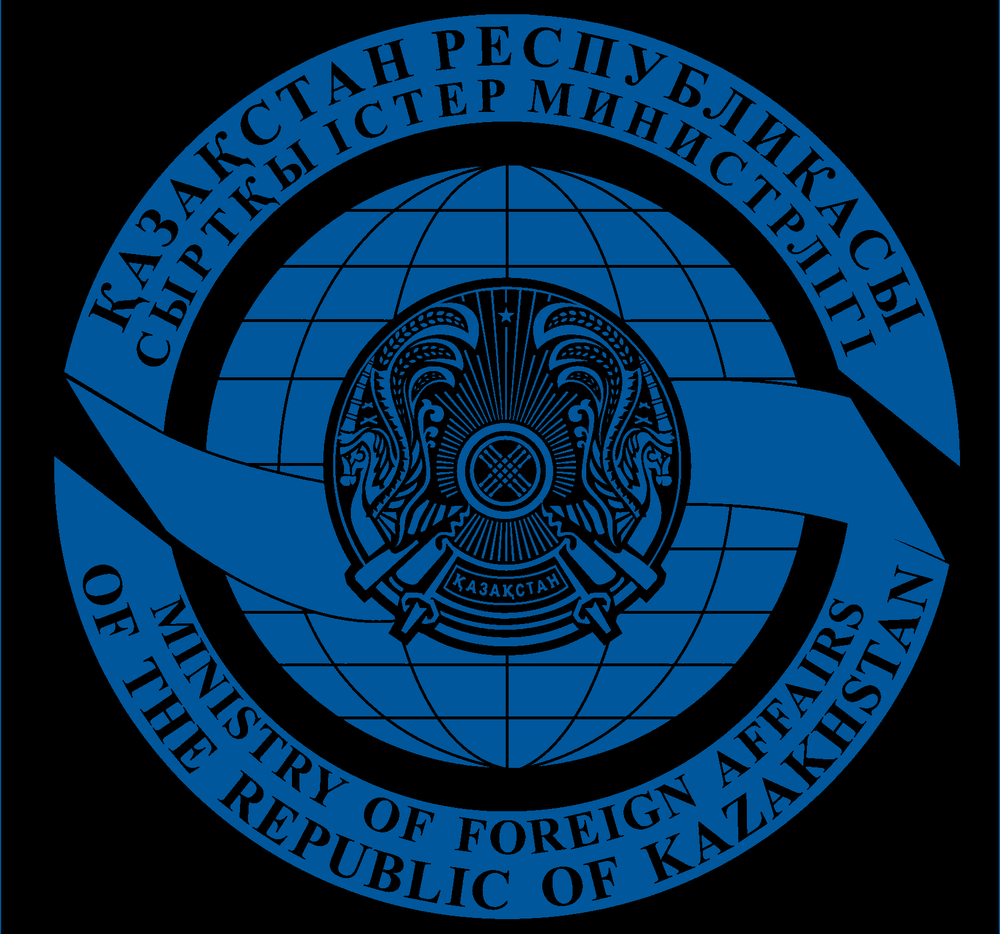 ҚАЗАҚСТАН РЕСПУБЛИКАСЫ
СЫРТҚЫ ІСТЕР МИНИСТРЛІГІ
ҚАЗАҚСТАН
MINISTRY OF FOREIGN AFFAIRS
OF THE REPUBLIC OF KAZAKHSTAN